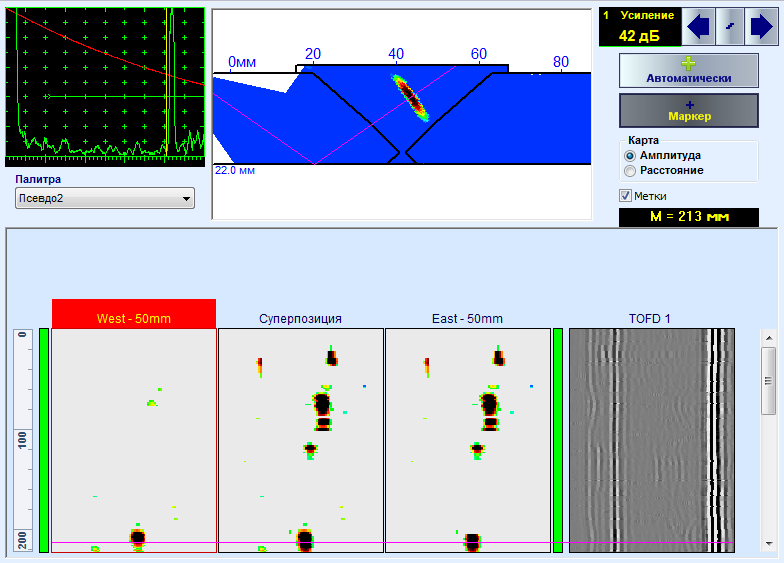 1 Усиление
42 дБ
0мм 20 40 60 80
Автоматически
Маркер
Карта
Амплитуда
Расстояние
22.0 мм
Палитра
Псевдо2
Метки
M = 213 мм
West - 50mm
Суперпозиция
East - 50mm
TOFD 1
0
100
200